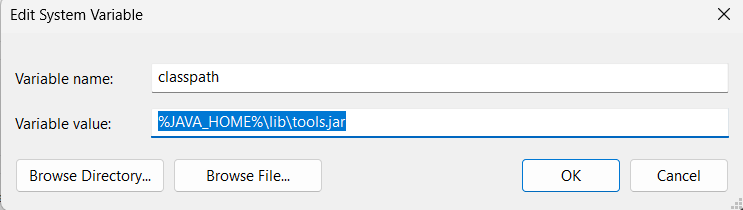 Edit System Variable
Variable name: classpath
Variable value: %JAVA_HOME%\lib\tools.jar
Browse Directory... Browse File... OK Cancel